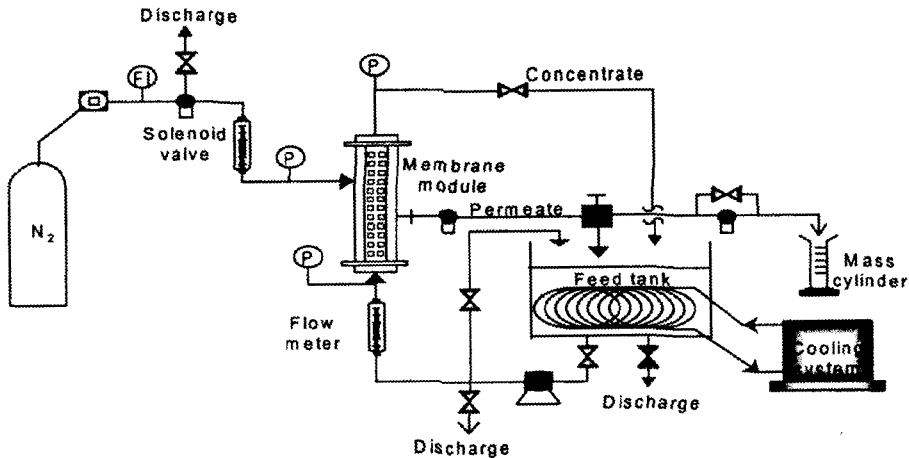 Discharge
FI
P
Concentrate
Solenoid
valve
P
Membrane
module
Permeate
N2
P
Feed tank
Mass
cylinder
Flow
meter
Cooling
system
Discharge
Discharge